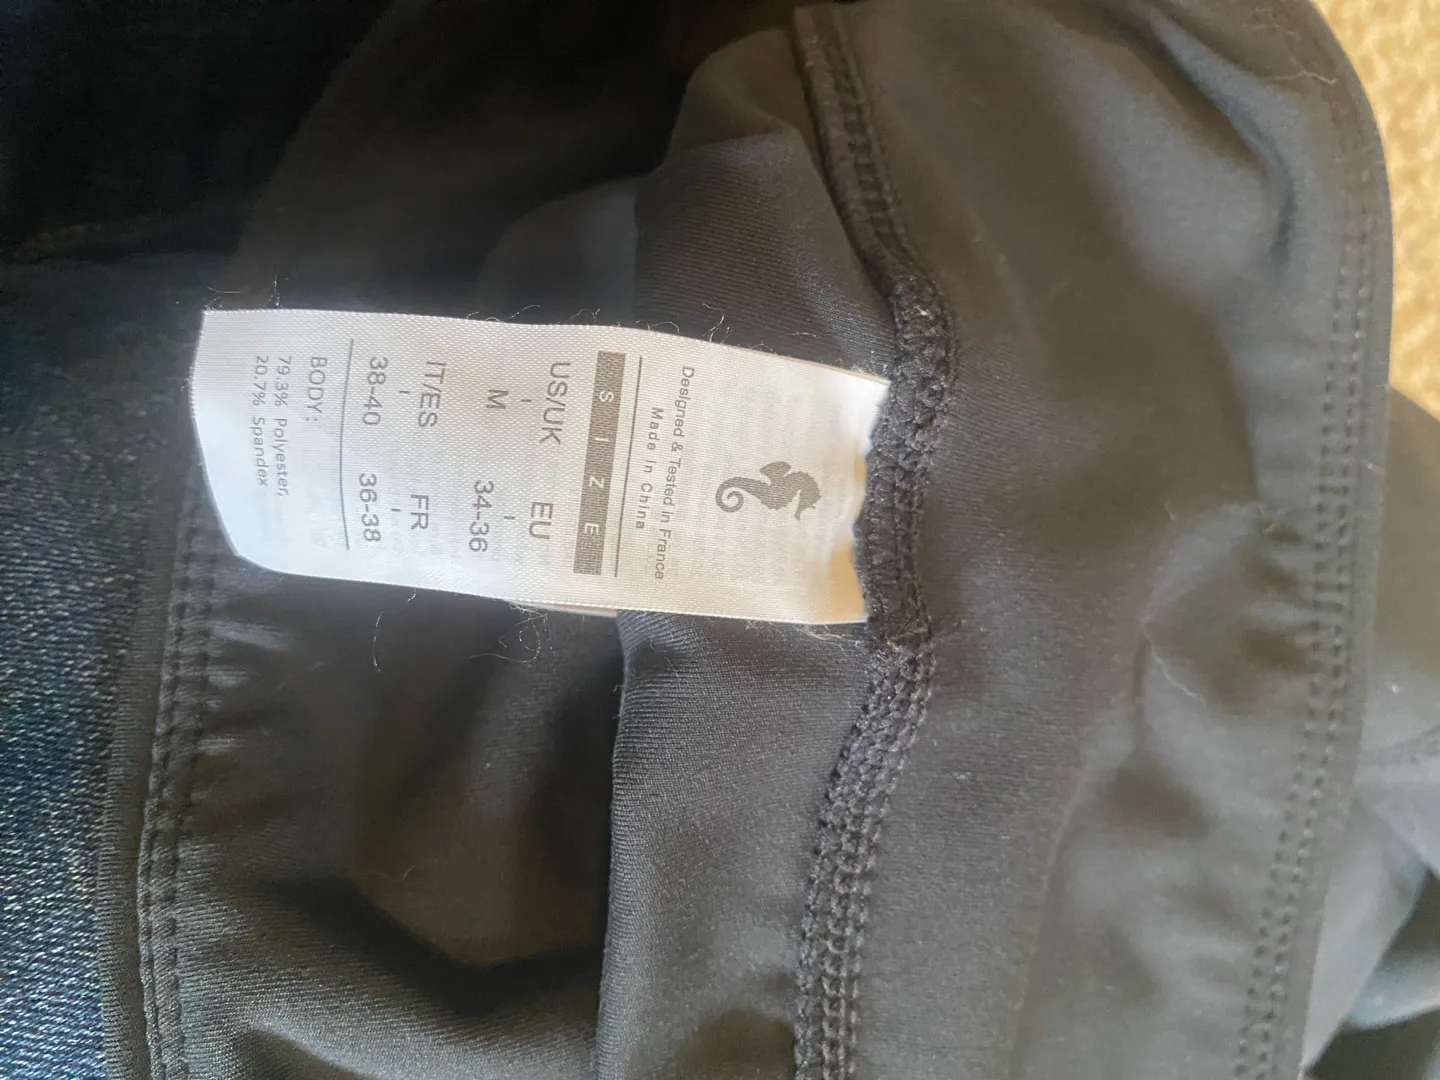 Designed & Tested in France
Made in China
SIZE
US/UK EU
M 34-36
IT/ES FR
38-40 36-38
BODY:
79.3% Polyester,
20.7% Spandex